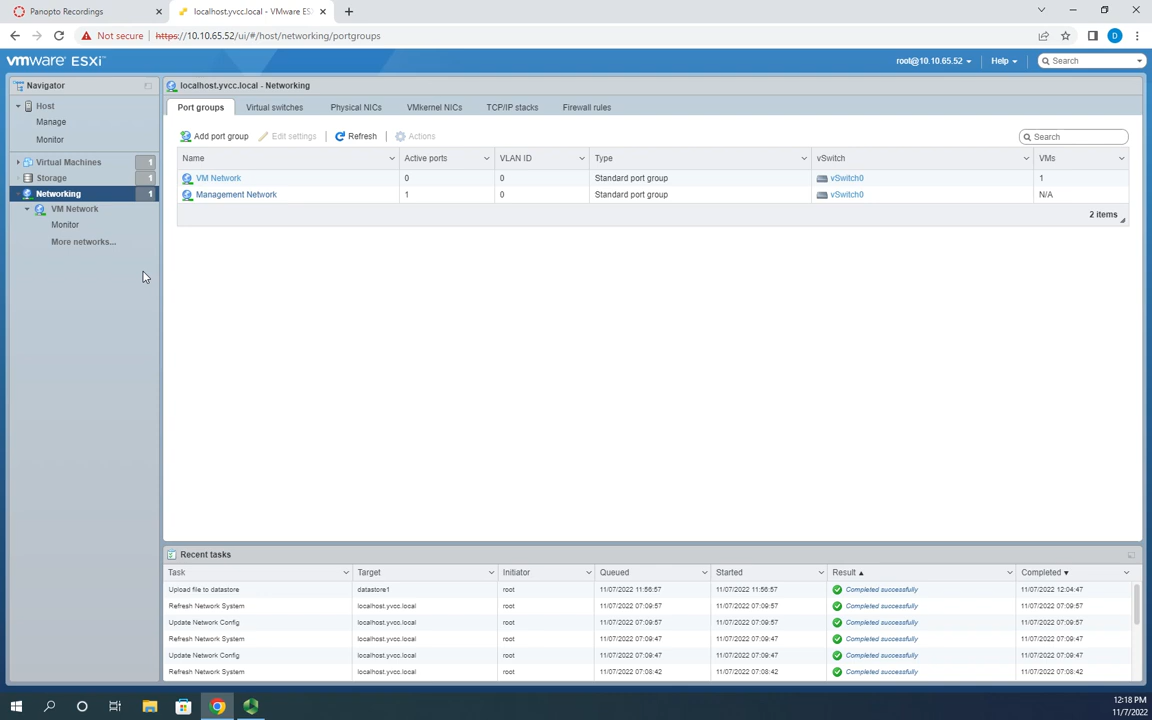 Panopto Recordings
localhost.yvcc.local - VMware ESX
Not secure https://10.10.65.52/ui/#/host/networking/portgroups
D
vmware ESXi
root@10.10.65.52 Help Search
Navigator
localhost.yvcc.local - Networking
Host
Manage
Monitor
Virtual Machines 1
Storage 1
Networking 1
VM Network
Monitor
More networks...
Port groups Virtual switches Physical NICs VMkernel NICs TCP/IP stacks Firewall rules
Add port group Edit settings Refresh Actions Search
Name Active ports VLAN ID Type vSwitch VMs
VM Network 0 0 Standard port group vSwitch0 1
Management Network 1 0 Standard port group vSwitch0 N/A
2 items
Recent tasks
Task Target Initiator Queued Started Result Completed
Upload file to datastore datastore1 root 11/07/2022 11:56:57 11/07/2022 11:56:57 Completed successfully 11/07/2022 12:04:47
Refresh Network System localhost.yvcc.local root 11/07/2022 07:09:57 11/07/2022 07:09:57 Completed successfully 11/07/2022 07:09:57
Update Network Config localhost.yvcc.local root 11/07/2022 07:09:57 11/07/2022 07:09:57 Completed successfully 11/07/2022 07:09:57
Refresh Network System localhost.yvcc.local root 11/07/2022 07:09:47 11/07/2022 07:09:47 Completed successfully 11/07/2022 07:09:47
Update Network Config localhost.yvcc.local root 11/07/2022 07:09:47 11/07/2022 07:09:47 Completed successfully 11/07/2022 07:09:47
Refresh Network System localhost.yvcc.local root 11/07/2022 07:08:42 11/07/2022 07:08:42 Completed successfully 11/07/2022 07:08:42
12:18 PM
11/7/2022